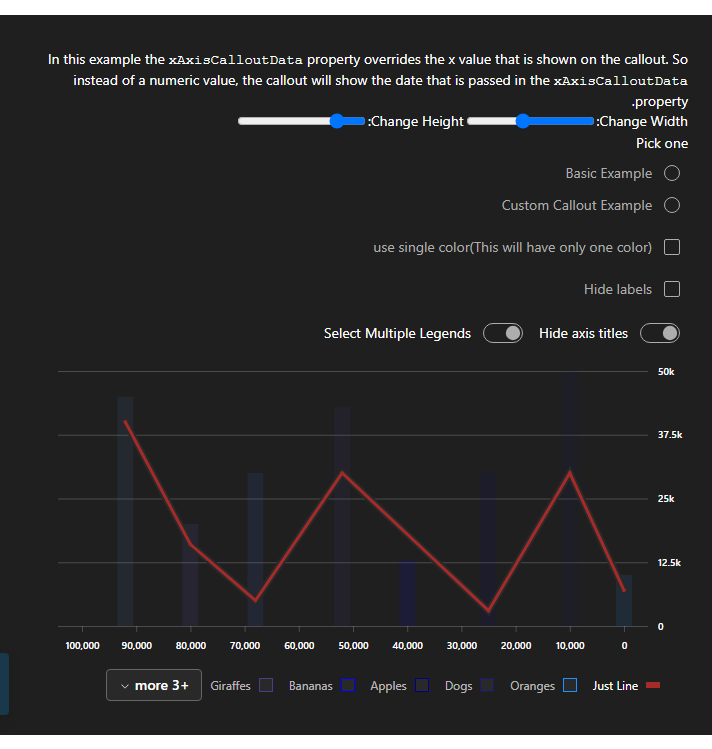 In this example the xAxisCalloutData property overrides the x value that is shown on the callout. So
instead of a numeric value, the callout will show the date that is passed in the xAxisCalloutData
.property
:Change Width :Change Height
Pick one
Basic Example
Custom Callout Example
use single color(This will have only one color)
Hide labels
Select Multiple Legends Hide axis titles
50k
37.5k
25k
12.5k
0
100,000 90,000 80,000 70,000 60,000 50,000 40,000 30,000 20,000 10,000 0
more 3+ Giraffes Bananas Apples Dogs Oranges Just Line